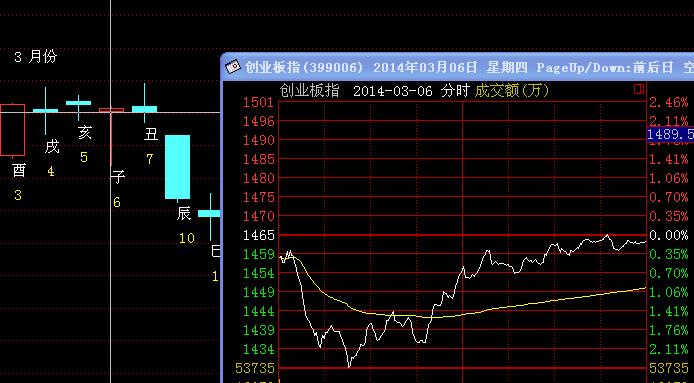 3 月份
酉
3
戌
4
亥
5
子
6
丑
7
辰
10
巳
1
创业板指(399006) 2014年03月06日 星期四 PageUp/Down:前后日 空
创业板指 2014-03-06 分时 成交额(万)
1501 2.46%
1496 2.11%
1490 1489.5
1485 1.41%
1480 1.06%
1475 0.70%
1470 0.35%
1465 0.00%
1459 0.35%
1454 0.70%
1449 1.06%
1444 1.41%
1439 1.76%
1434 2.11%
53735 53735